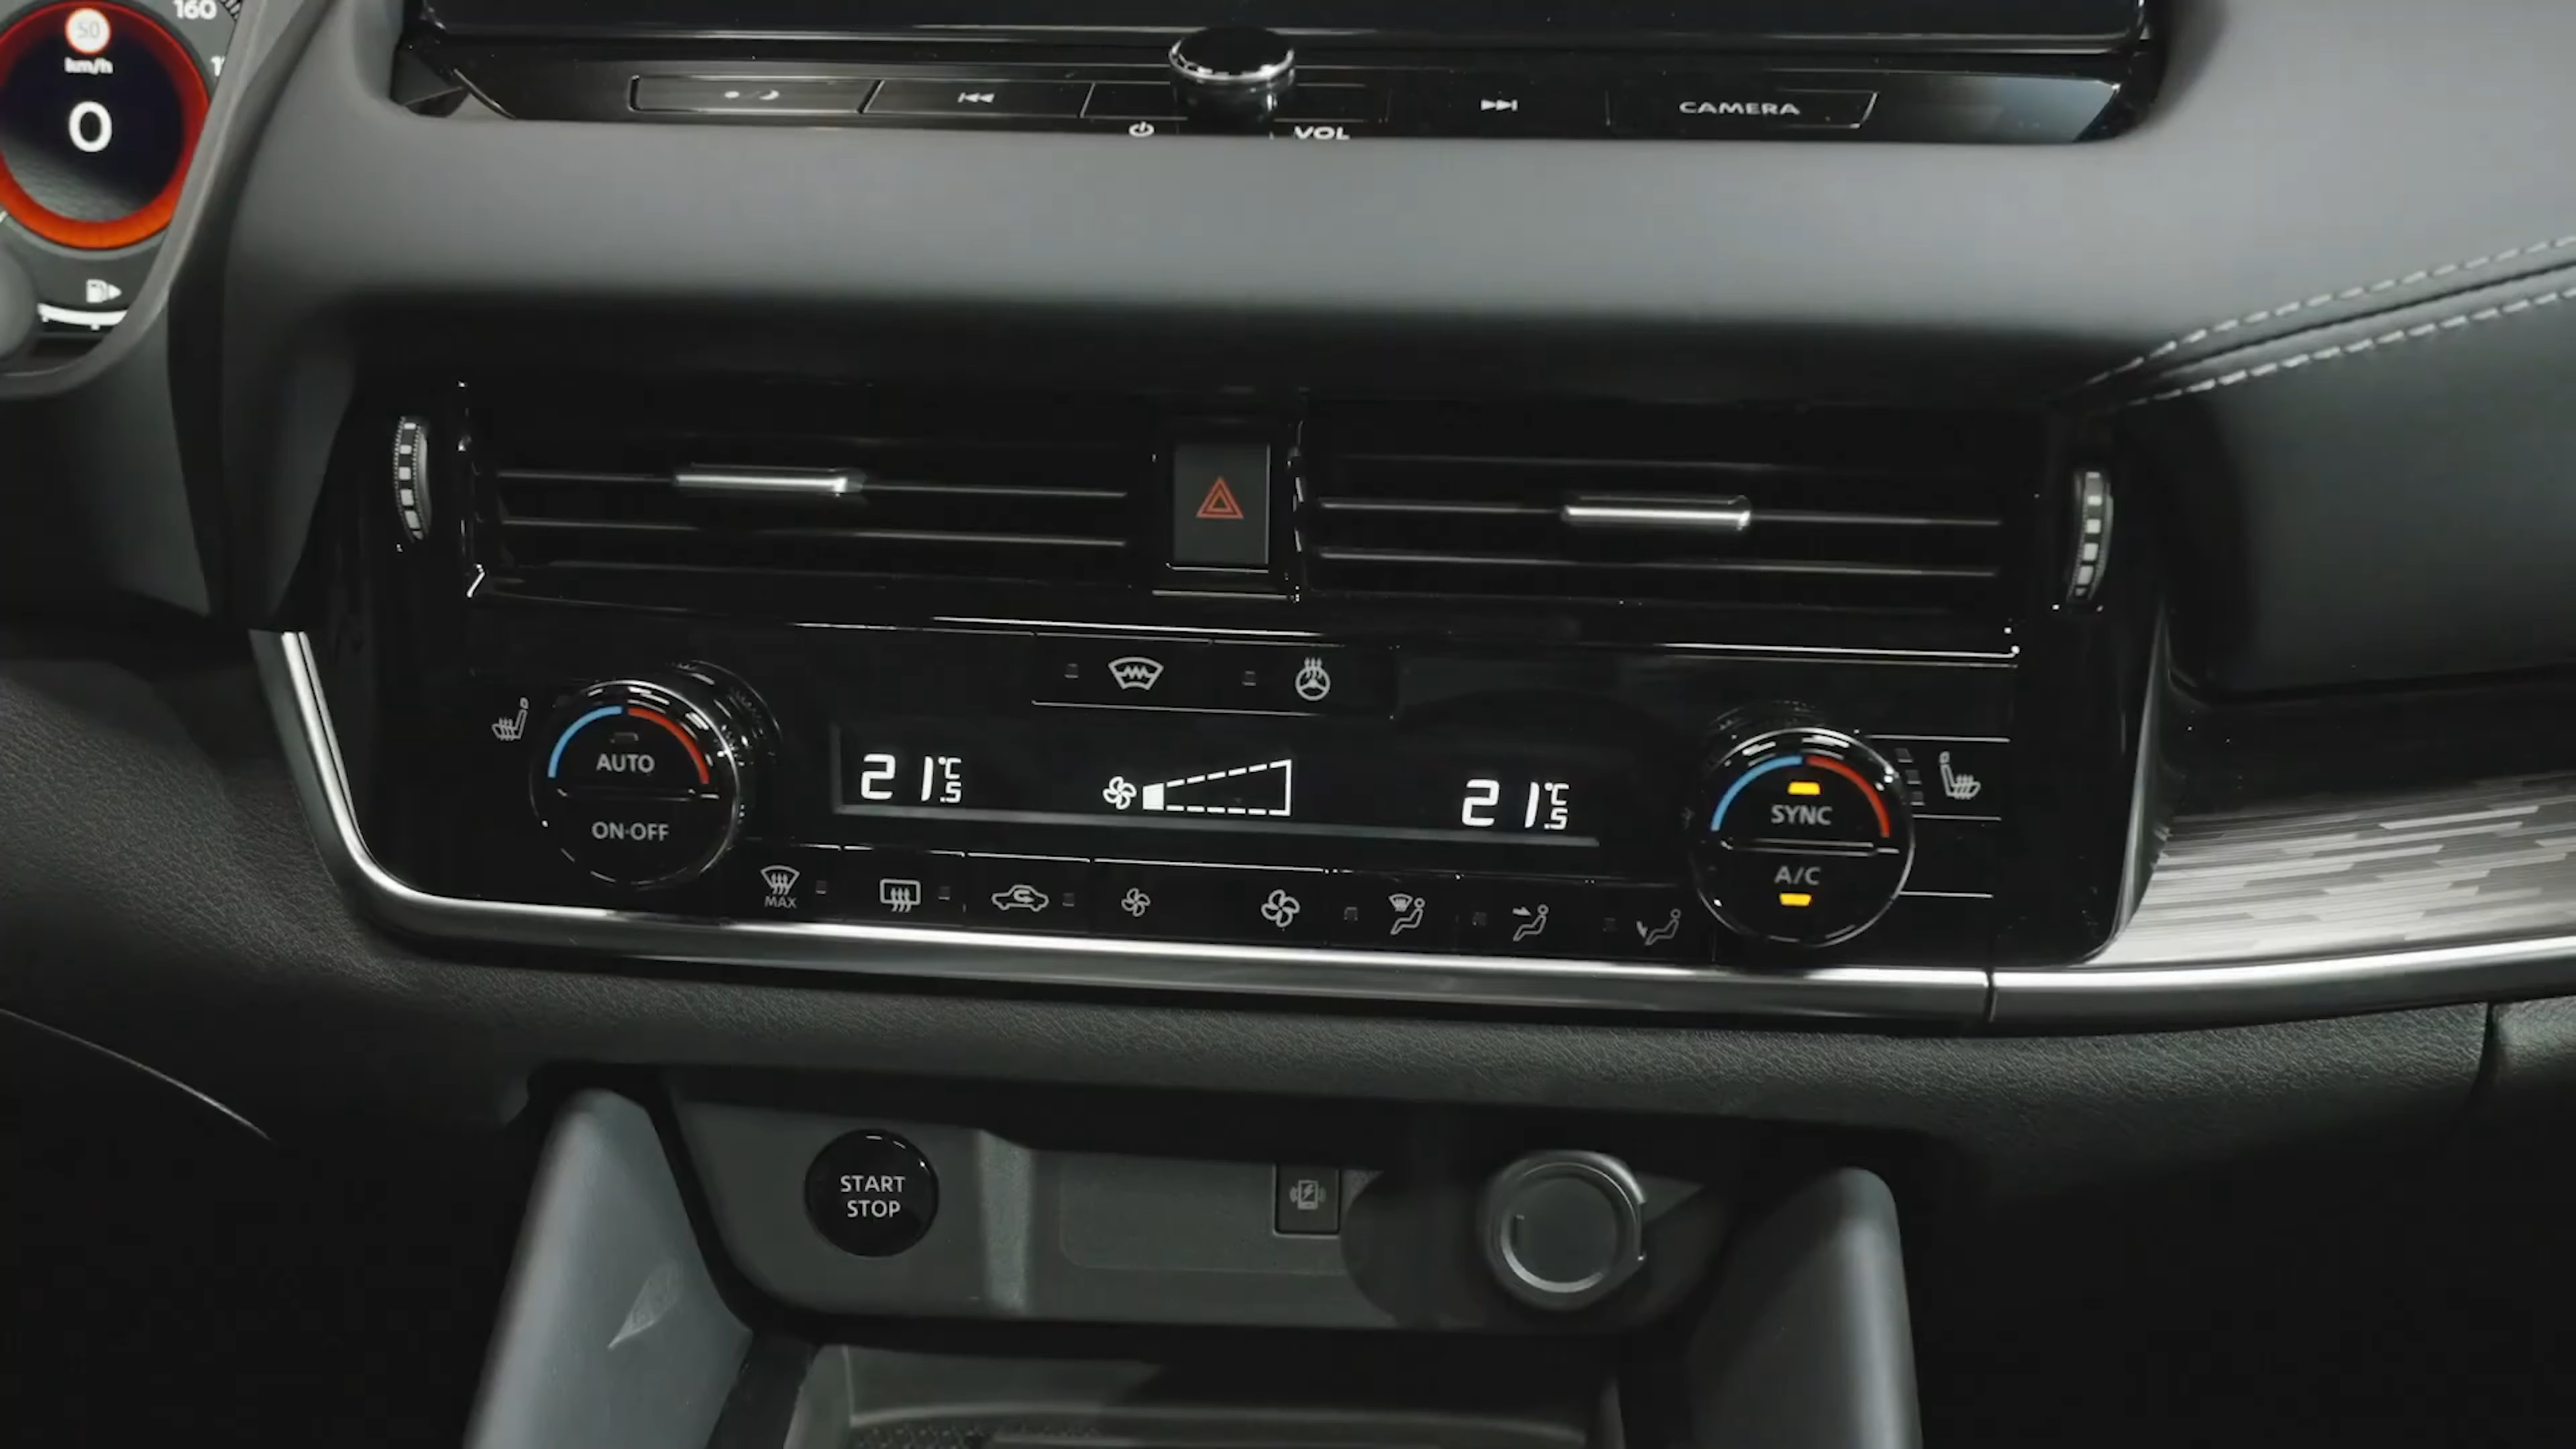 50
160
km/h
0
CAMERA
VOL
AUTO
ON·OFF
21.5°C
21.5°C
SYNC
A/C
MAX
START
STOP